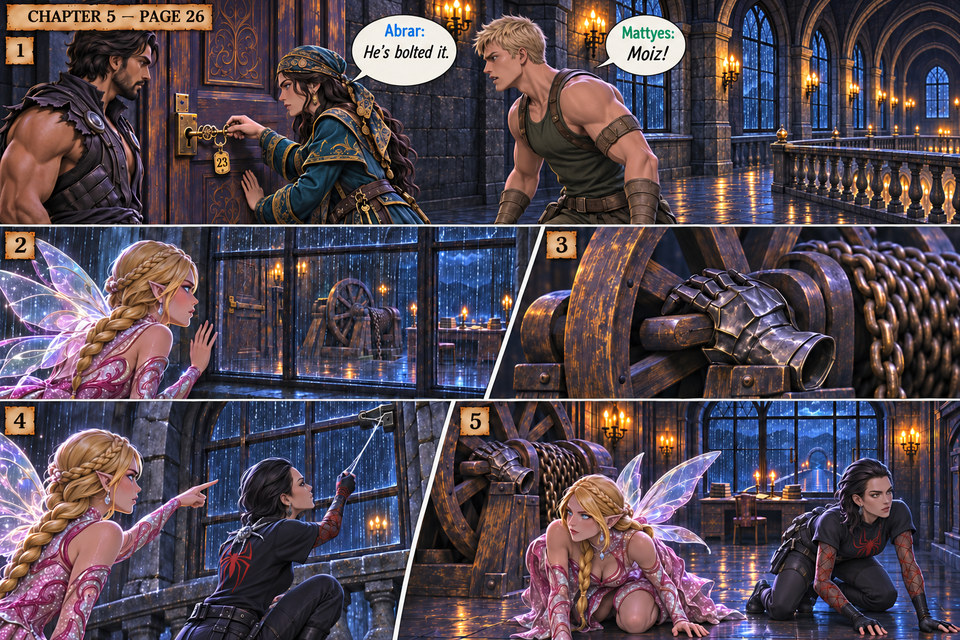 CHAPTER 5 – PAGE 26
1
Abrar:
He's bolted it.
Mattyes:
Moiz!
23
2
3
4
5